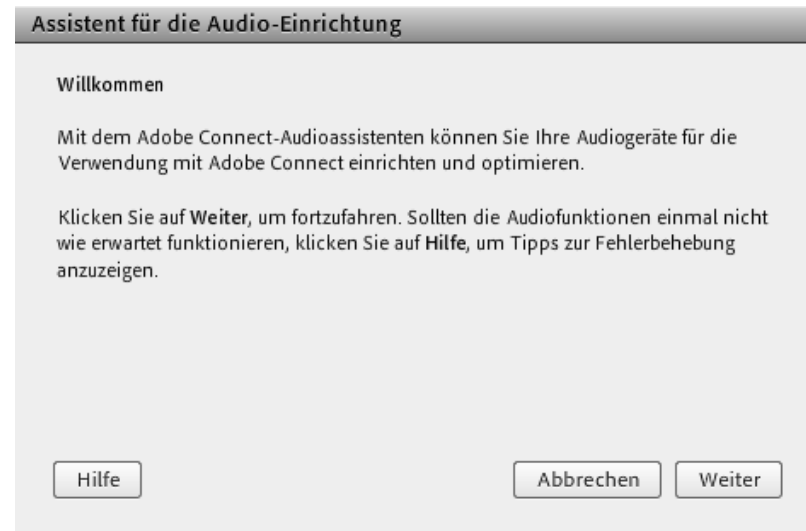 Assistent für die Audio-Einrichtung
Willkommen
Mit dem Adobe Connect-Audioassistenten können Sie Ihre Audiogeräte für die
Verwendung mit Adobe Connect einrichten und optimieren.
Klicken Sie auf Weiter, um fortzufahren. Sollten die Audiofunktionen einmal nicht
wie erwartet funktionieren, klicken Sie auf Hilfe, um Tipps zur Fehlerbehebung
anzuzeigen.
Hilfe Abbrechen Weiter